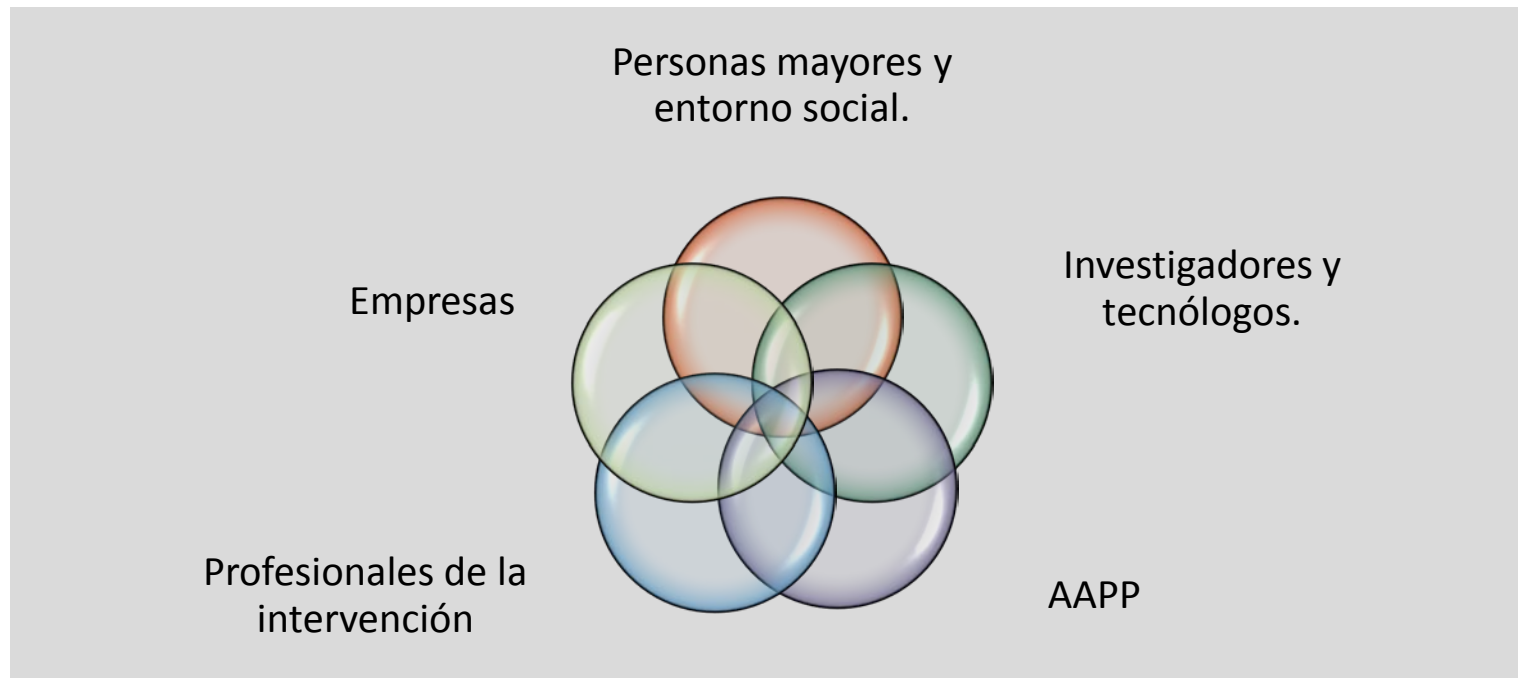 Personas mayores y
entorno social.
Investigadores y
tecnólogos.
Empresas
Profesionales de la
intervención
AAPP